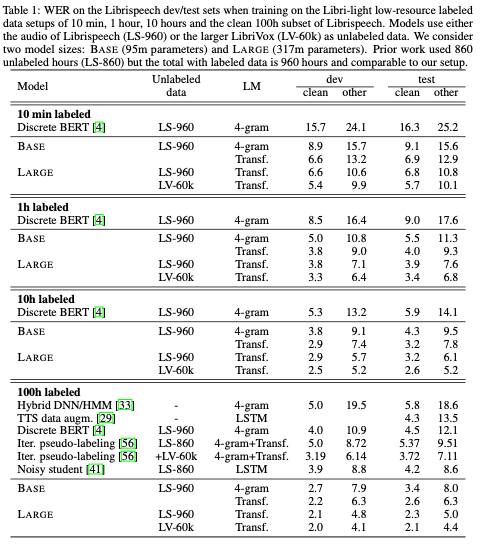 Table 1: WER on the Librispeech dev/test sets when training on the Libri-light low-resource labeled
data setups of 10 min, 1 hour, 10 hours and the clean 100h subset of Librispeech. Models use either
the audio of Librispeech (LS-960) or the larger LibriVox (LV-60k) as unlabeled data. We consider
two model sizes: BASE (95m parameters) and LARGE (317m parameters). Prior work used 860
unlabeled hours (LS-860) but the total with labeled data is 960 hours and comparable to our setup.
Model Unlabeled data LM dev test
clean other clean other
10 min labeled
Discrete BERT [4] LS-960 4-gram 15.7 24.1 16.3 25.2
BASE LS-960 4-gram 8.9 15.7 9.1 15.6
Transf. 6.6 13.2 6.9 12.9
LARGE LS-960 Transf. 6.6 10.6 6.8 10.8
LV-60k Transf. 5.4 9.9 5.7 10.1
1h labeled
Discrete BERT [4] LS-960 4-gram 8.5 16.4 9.0 17.6
BASE LS-960 4-gram 5.0 10.8 5.5 11.3
Transf. 3.8 9.0 4.0 9.3
LARGE LS-960 Transf. 3.8 7.1 3.9 7.6
LV-60k Transf. 3.3 6.4 3.4 6.8
10h labeled
Discrete BERT [4] LS-960 4-gram 5.3 13.2 5.9 14.1
BASE LS-960 4-gram 3.8 9.1 4.3 9.5
Transf. 2.9 7.4 3.2 7.8
LARGE LS-960 Transf. 2.9 5.7 3.2 6.1
LV-60k Transf. 2.5 5.2 2.6 5.2
100h labeled
Hybrid DNN/HMM [33] - 4-gram 5.0 19.5 5.8 18.6
TTS data augm. [29] - LSTM 4.3 13.5
Discrete BERT [4] LS-960 4-gram 4.0 10.9 4.5 12.1
Iter. pseudo-labeling [56] LS-860 4-gram+Transf. 5.0 8.72 5.37 9.51
Iter. pseudo-labeling [56] +LV-60k 4-gram+Transf. 3.19 6.14 3.72 7.11
Noisy student [41] LS-860 LSTM 3.9 8.8 4.2 8.6
BASE LS-960 4-gram 2.7 7.9 3.4 8.0
Transf. 2.2 6.3 2.6 6.3
LARGE LS-960 Transf. 2.1 4.8 2.3 5.0
LV-60k Transf. 2.0 4.1 2.1 4.4